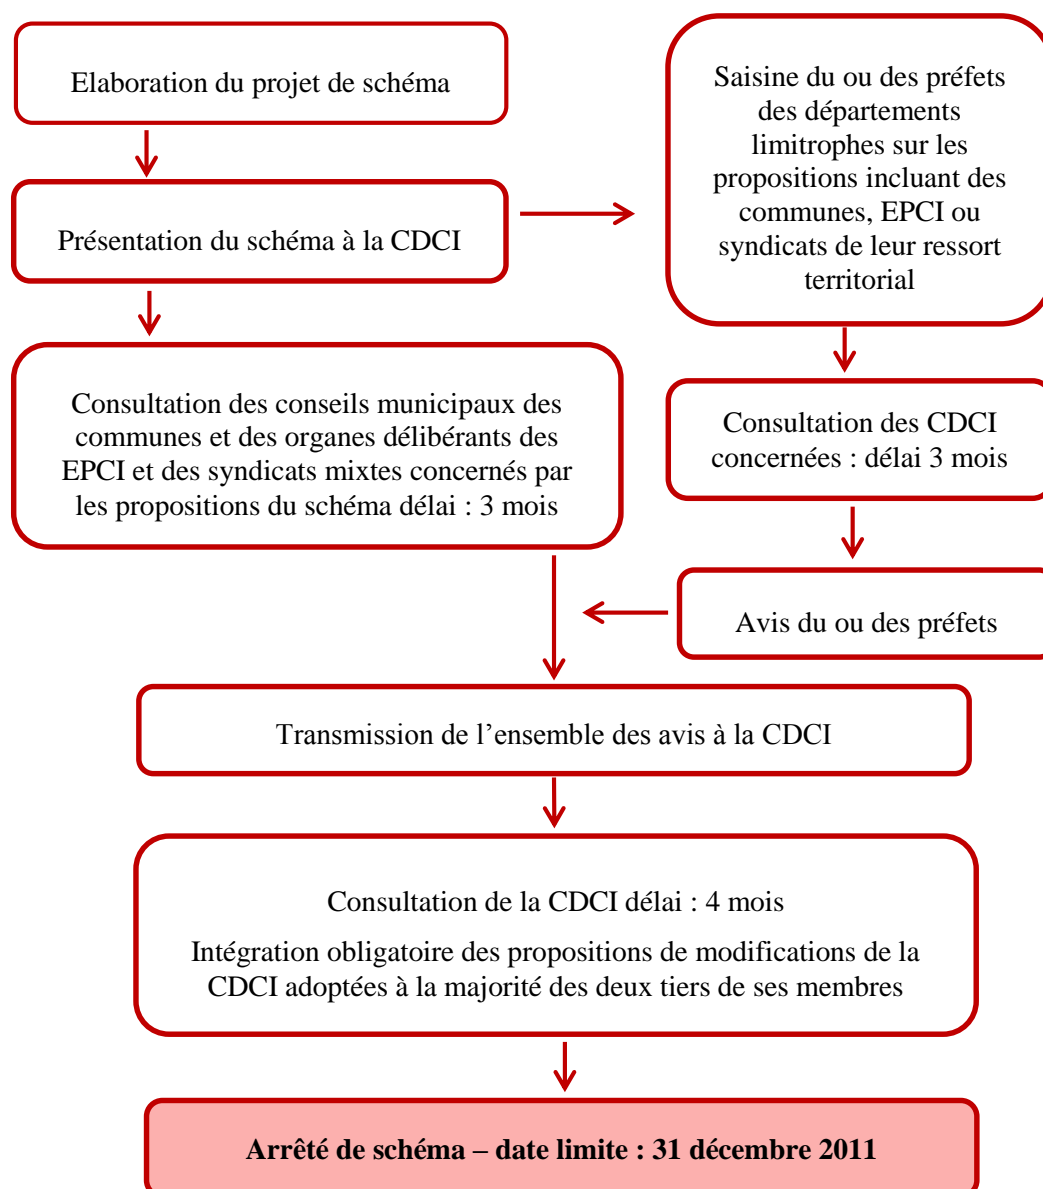 Elaboration du projet de schéma
Présentation du schéma à la CDCI
Saisine du ou des préfets
des départements
limitrophes sur les
propositions incluant des
communes, EPCI ou
syndicats de leur ressort
territorial
Consultation des conseils municipaux des
communes et des organes délibérants des
EPCI et des syndicats mixtes concernés par
les propositions du schéma délai : 3 mois
Consultation des CDCI
concernées : délai 3 mois
Avis du ou des préfets
Transmission de l’ensemble des avis à la CDCI
Consultation de la CDCI délai : 4 mois
Intégration obligatoire des propositions de modifications de la
CDCI adoptées à la majorité des deux tiers de ses membres
Arrêté de schéma – date limite : 31 décembre 2011